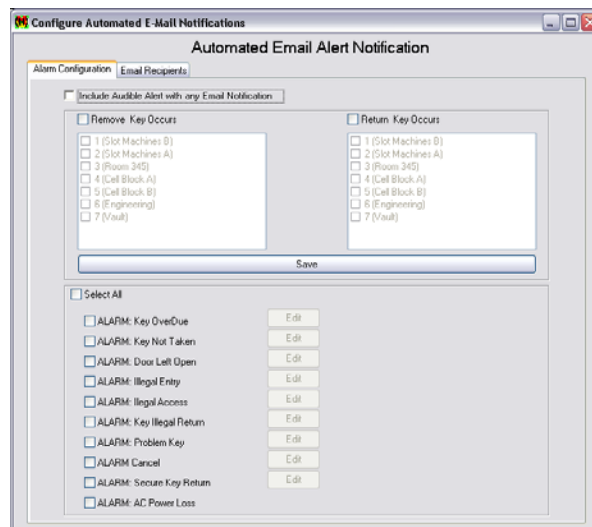 Configure Automated E-Mail Notifications
Automated Email Alert Notification
Alarm Configuration Email Recipients
Include Audible Alert with any Email Notification
Remove Key Occurs Return Key Occurs
1 (Slot Machines B) 1 (Slot Machines B)
2 (Slot Machines A) 2 (Slot Machines A)
3 (Room 345) 3 (Room 345)
4 (Cell Block A) 4 (Cell Block A)
5 (Cell Block B) 5 (Cell Block B)
6 (Engineering) 6 (Engineering)
7 (Vault) 7 (Vault)
Save
Select All
ALARM: Key OverDue Edit
ALARM: Key Not Taken Edit
ALARM: Door Left Open Edit
ALARM: Illegal Entry Edit
ALARM: Ilegal Access Edit
ALARM: Key Illegal Return Edit
ALARM: Problem Key Edit
ALARM Cancel Edit
ALARM: Secure Key Return Edit
ALARM: AC Power Loss